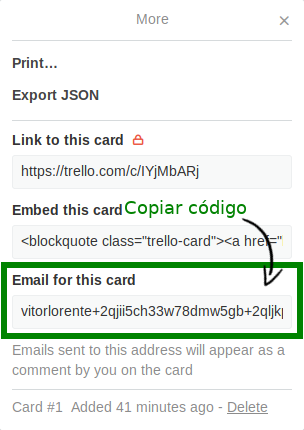 More
Print…
Export JSON
Link to this card
https://trello.com/c/IYjMbARj
Embed this card Copiar código
<blockquote class="trello-card"><a href="
Email for this card
vitorlorente+2qjii5ch33w78dmw5gb+2qljkp
Emails sent to this address will appear as a
comment by you on the card
Card #1 Added 41 minutes ago - Delete